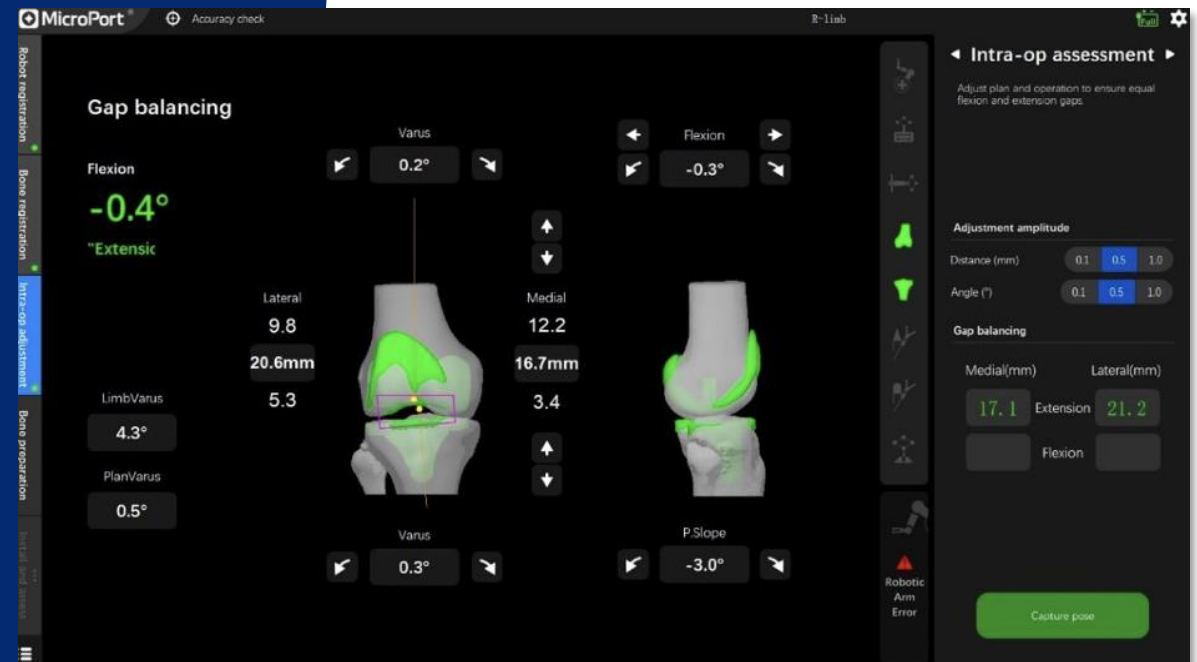 MicroPort
Accuracy check
R-limb
Full
Robot registration
Bone registration
Intra-op adjustment
Bone preparation
Install and assess
Gap balancing
Flexion
-0.4°
"Extensic
LimbVarus
4.3°
PlanVarus
0.5°
Varus
0.2°
Flexion
-0.3°
Lateral
9.8
20.6mm
5.3
Medial
12.2
16.7mm
3.4
Varus
0.3°
P.Slope
-3.0°
Robotic
Arm
Error
Intra-op assessment
Adjust plan and operation to ensure equal
flexion and extension gaps.
Adjustment amplitude
Distance (mm) 0.1 0.5 1.0
Angle (°) 0.1 0.5 1.0
Gap balancing
Medial(mm) Lateral(mm)
17.1 Extension 21.2
Flexion
Capture pose